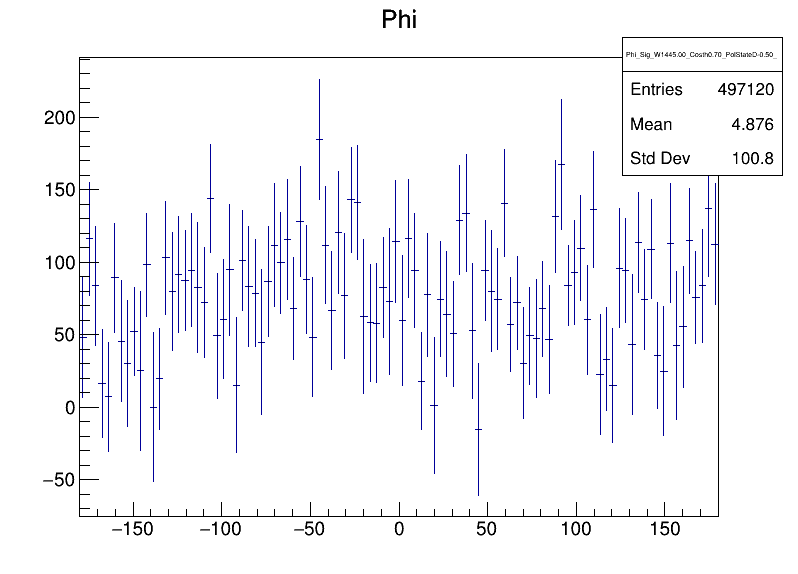 Phi
Phi_Sig_W1445.00_Costh0.70_PolStateD-0.50_
Entries 497120
Mean 4.876
Std Dev 100.8
200
150
100
50
0
−50
−150 −100 −50 0 50 100 150